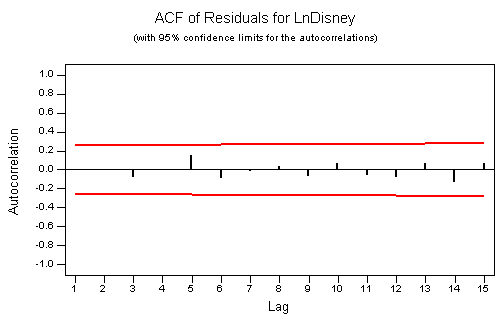 ACF of Residuals for LnDisney
(with 95% confidence limits for the autocorrelations)
Autocorrelation
1.0
0.8
0.6
0.4
0.2
0.0
-0.2
-0.4
-0.6
-0.8
-1.0
1 2 3 4 5 6 7 8 9 10 11 12 13 14 15
Lag